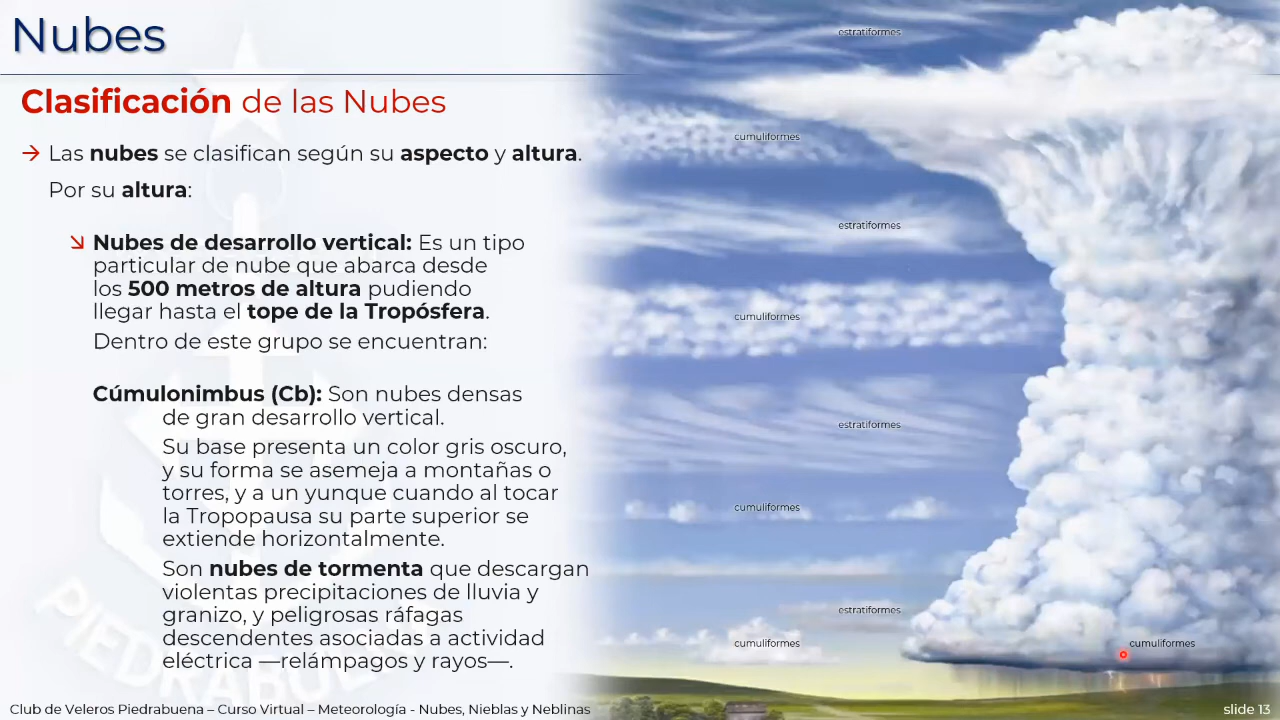 Nubes
Clasificación de las Nubes
→ Las nubes se clasifican según su aspecto y altura.
Por su altura:
↘ Nubes de desarrollo vertical: Es un tipo
particular de nube que abarca desde
los 500 metros de altura pudiendo
llegar hasta el tope de la Tropósfera.
Dentro de este grupo se encuentran:
Cúmulonimbus (Cb): Son nubes densas
de gran desarrollo vertical.
Su base presenta un color gris oscuro,
y su forma se asemeja a montañas o
torres, y a un yunque cuando al tocar
la Tropopausa su parte superior se
extiende horizontalmente.
Son nubes de tormenta que descargan
violentas precipitaciones de lluvia y
granizo, y peligrosas ráfagas
descendentes asociadas a actividad
eléctrica —relámpagos y rayos—.
estratiformes
cumuliformes
estratiformes
cumuliformes
estratiformes
cumuliformes
estratiformes
cumuliformes
cumuliformes
PIEDRABUENA
Club de Veleros Piedrabuena – Curso Virtual – Meteorología - Nubes, Nieblas y Neblinas
slide 13